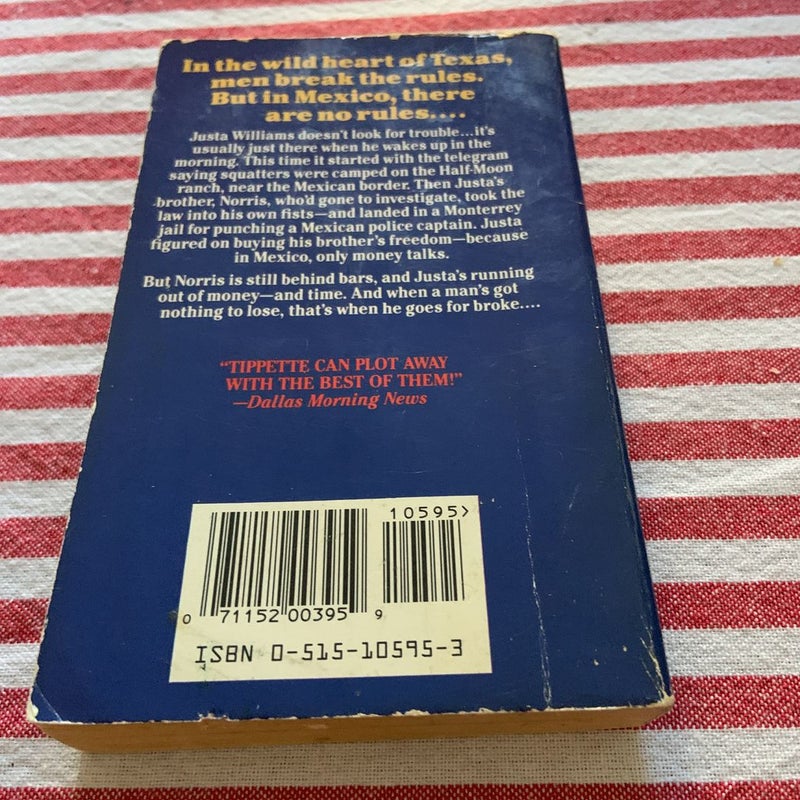 In the wild heart of Texas,
men break the rules.
But in Mexico, there
are no rules....
Justa Williams doesn't look for trouble...it's
usually just there when he wakes up in the
morning. This time it started with the telegram
saying squatters were camped on the Half-Moon
ranch, near the Mexican border. Then Justa's
brother, Norris, who'd gone to investigate, took the
law into his own fists—and landed in a Monterrey
jail for punching a Mexican police captain. Justa
figured on buying his brother's freedom—because
in Mexico, only money talks.
But Norris is still behind bars, and Justa's running
out of money—and time. And when a man's got
nothing to lose, that's when he goes for broke....
"TIPPETTE CAN PLOT AWAY
WITH THE BEST OF THEM!"
—Dallas Morning News
10595>
0 71152 00395 9
ISBN 0-515-10595-3